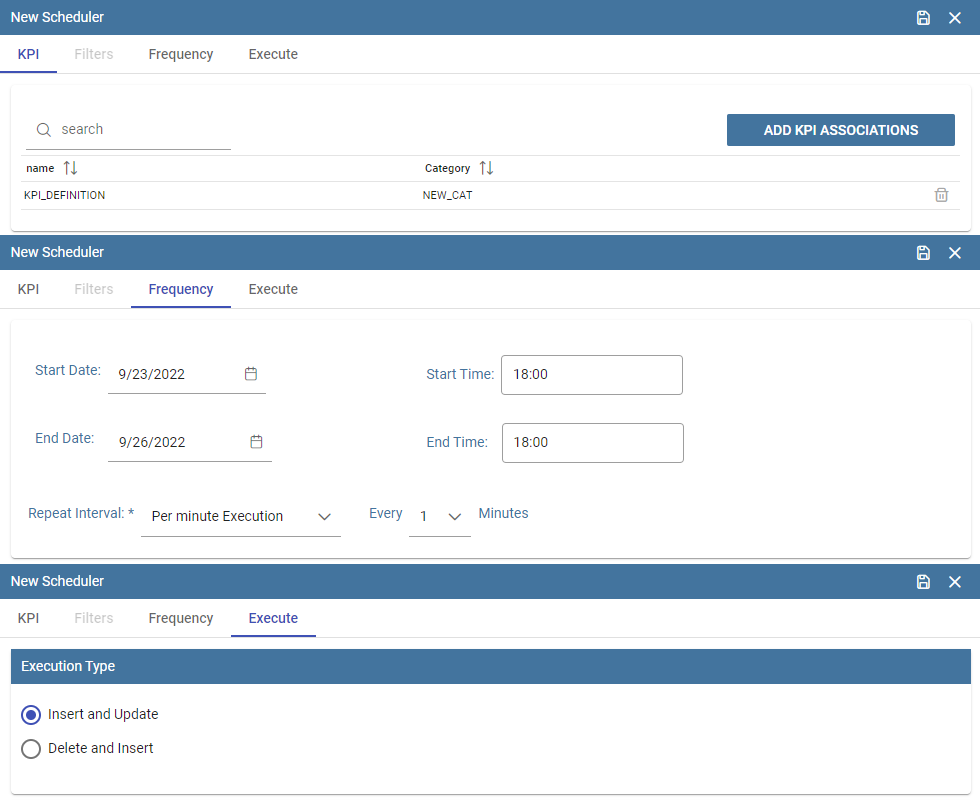 New Scheduler
KPI Filters Frequency Execute
search
ADD KPI ASSOCIATIONS
name Category
KPI_DEFINITION NEW_CAT
New Scheduler
KPI Filters Frequency Execute
Start Date: 9/23/2022 Start Time: 18:00
End Date: 9/26/2022 End Time: 18:00
Repeat Interval: * Per minute Execution Every 1 Minutes
New Scheduler
KPI Filters Frequency Execute
Execution Type
Insert and Update
Delete and Insert